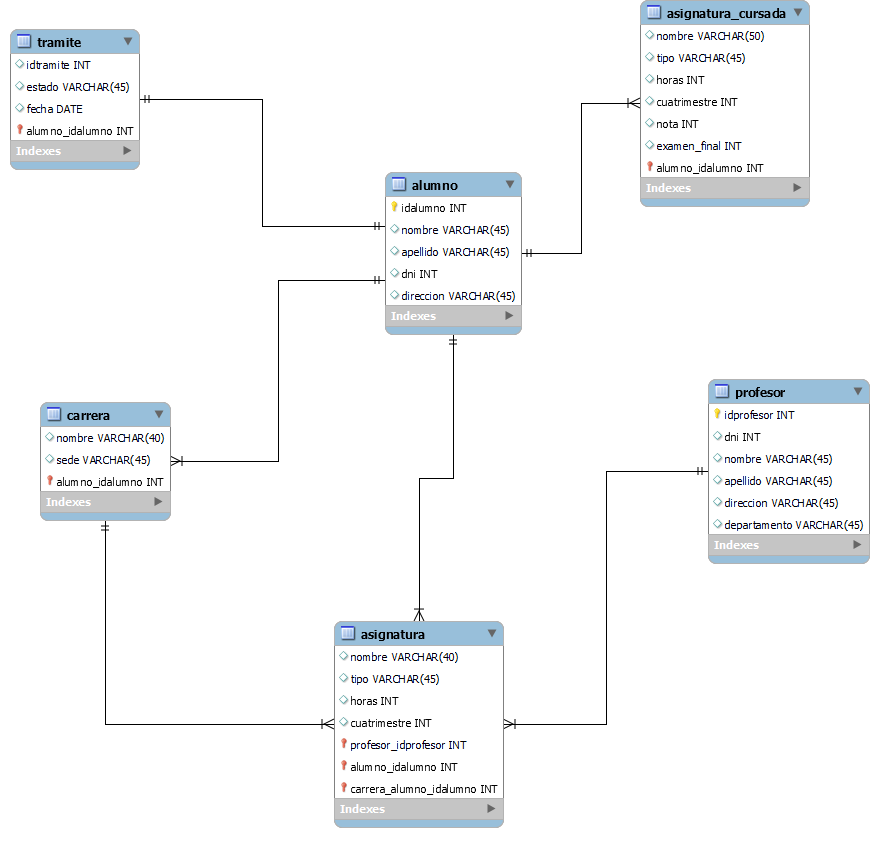 tramite
idtramite INT
estado VARCHAR(45)
fecha DATE
alumno_idalumno INT
Indexes
asignatura_cursada
nombre VARCHAR(50)
tipo VARCHAR(45)
horas INT
cuatrimestre INT
nota INT
examen_final INT
alumno_idalumno INT
Indexes
alumno
idalumno INT
nombre VARCHAR(45)
apellido VARCHAR(45)
dni INT
direccion VARCHAR(45)
Indexes
carrera
nombre VARCHAR(40)
sede VARCHAR(45)
alumno_idalumno INT
Indexes
profesor
idprofesor INT
dni INT
nombre VARCHAR(45)
apellido VARCHAR(45)
direccion VARCHAR(45)
departamento VARCHAR(45)
Indexes
asignatura
nombre VARCHAR(40)
tipo VARCHAR(45)
horas INT
cuatrimestre INT
profesor_idprofesor INT
alumno_idalumno INT
carrera_alumno_idalumno INT
Indexes